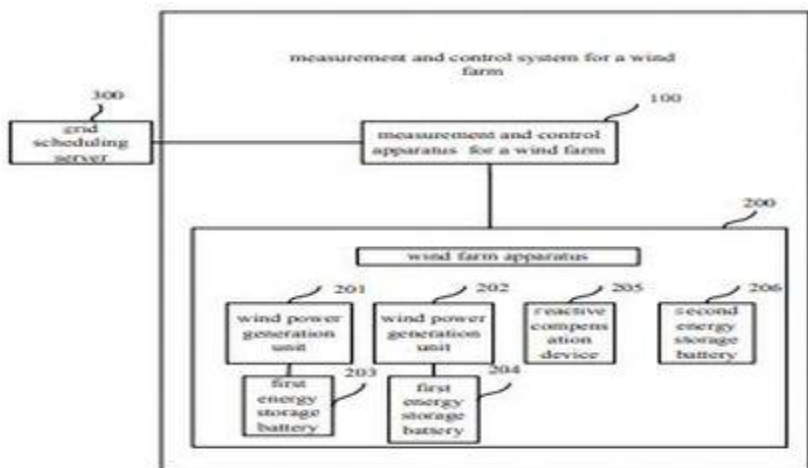 measurement and control system for a wind
farm
300
100
grid
scheduling
server
measurement and control
apparatus for a wind farm
200
wind farm apparatus
201
202
205
206
wind power
generation
unit
wind power
generation
unit
reactive
compens
ation
device
second
energy
storage
battery
203
204
first
energy
storage
battery
first
energy
storage
battery